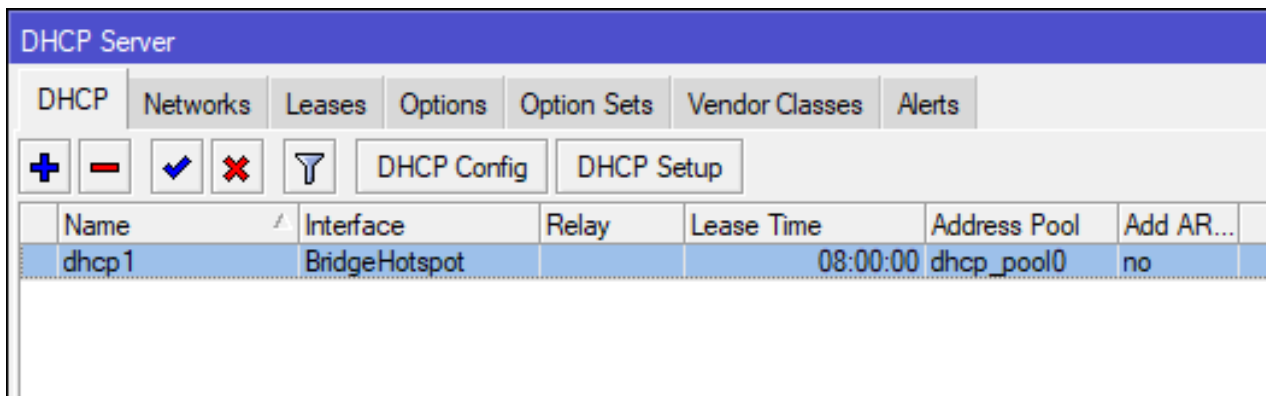 DHCP Server
DHCP Networks Leases Options Option Sets Vendor Classes Alerts
DHCP Config DHCP Setup
Name Interface Relay Lease Time Address Pool Add AR...
dhcp1 BridgeHotspot 08:00:00 dhcp_pool0 no